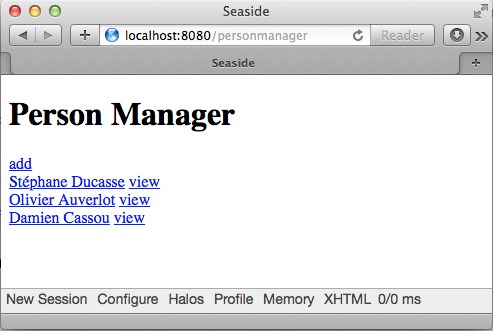 Seaside
localhost:8080/personmanager
Reader
Seaside
Person Manager
add
Stéphane Ducasse view
Olivier Auverlot view
Damien Cassou view
New Session Configure Halos Profile Memory XHTML 0/0 ms